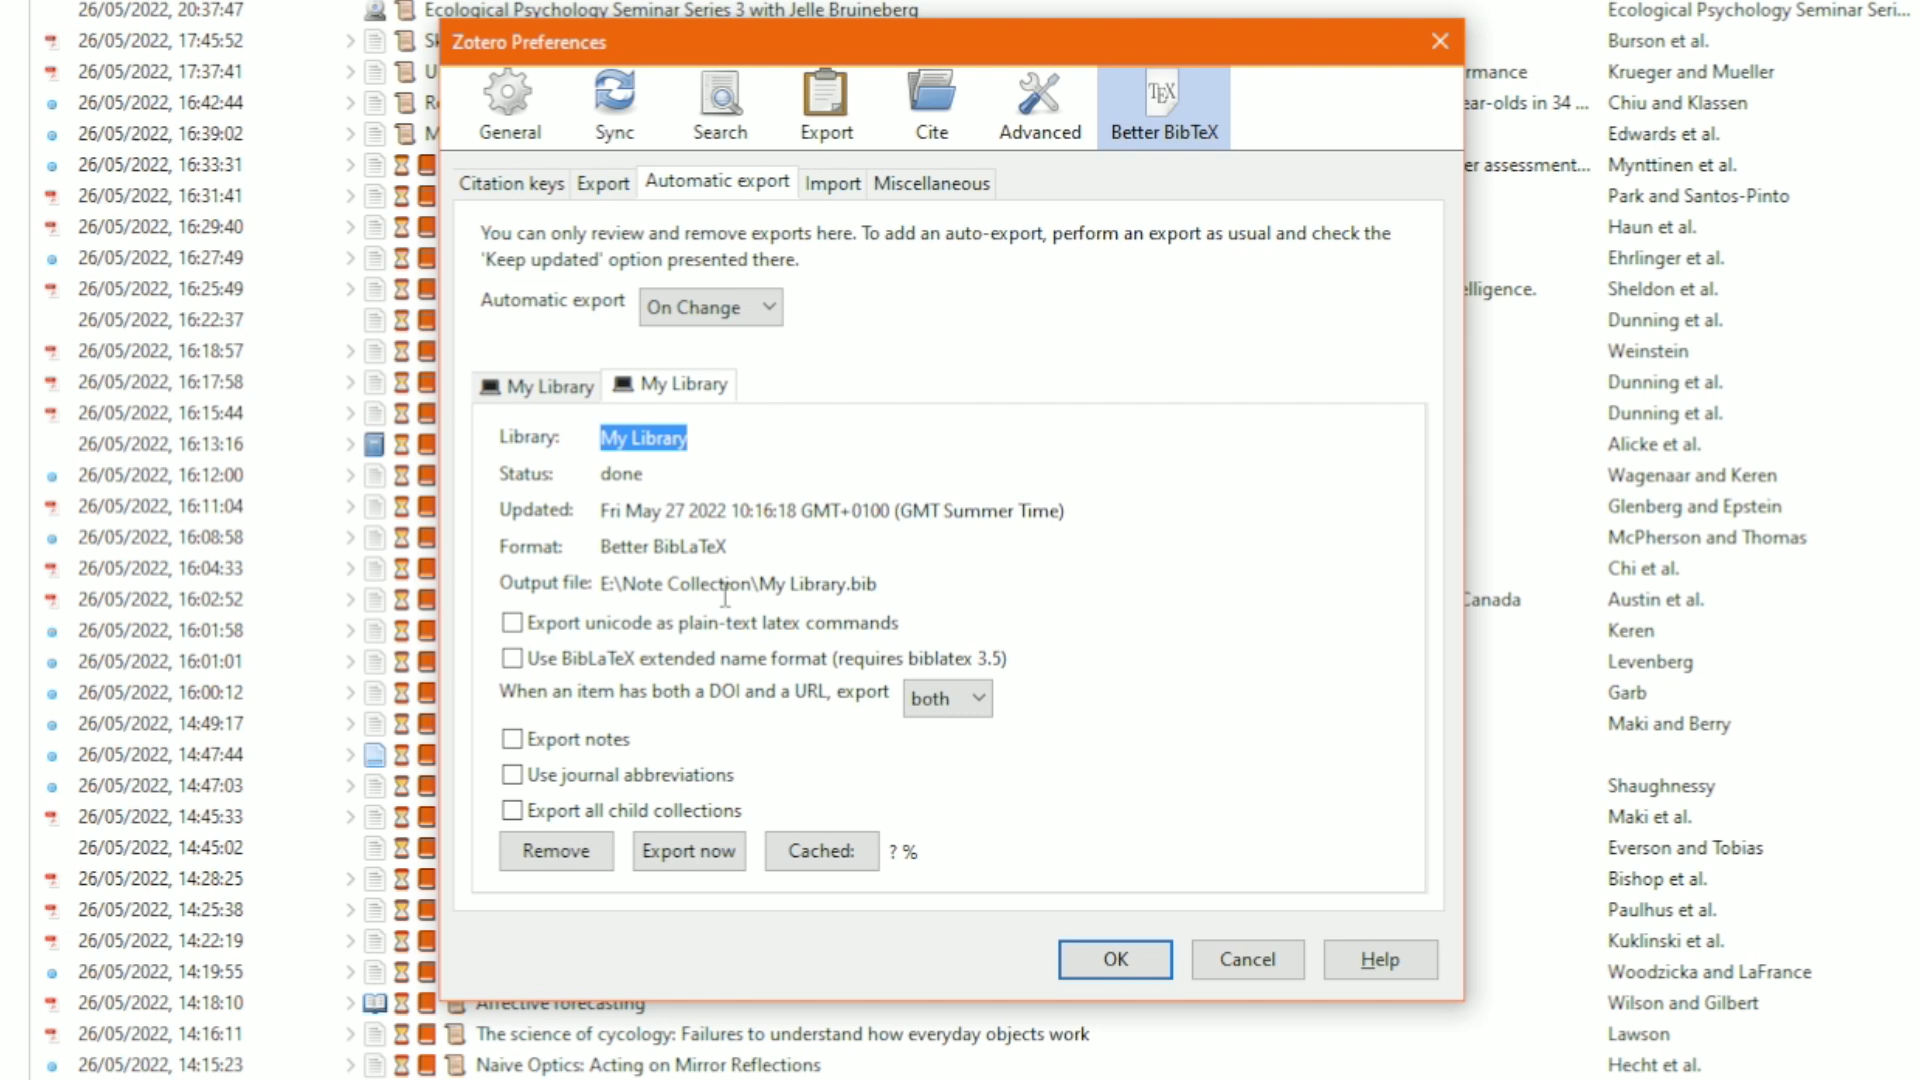 26/05/2022, 20:37:47 Ecological Psychology Seminar Series 3 with Jelle Bruineberg Ecological Psychology Seminar Seri...
26/05/2022, 17:45:52 Burson et al.
26/05/2022, 17:37:41 rmance Krueger and Mueller
26/05/2022, 16:42:44 ear-olds in 34 ... Chiu and Klassen
26/05/2022, 16:39:02 Edwards et al.
26/05/2022, 16:33:31 er assessment... Mynttinen et al.
26/05/2022, 16:31:41 Park and Santos-Pinto
26/05/2022, 16:29:40 Haun et al.
26/05/2022, 16:27:49 Ehrlinger et al.
26/05/2022, 16:25:49 elligence. Sheldon et al.
26/05/2022, 16:22:37 Dunning et al.
26/05/2022, 16:18:57 Weinstein
26/05/2022, 16:17:58 Dunning et al.
26/05/2022, 16:15:44 Dunning et al.
26/05/2022, 16:13:16 Alicke et al.
26/05/2022, 16:12:00 Wagenaar and Keren
26/05/2022, 16:11:04 Glenberg and Epstein
26/05/2022, 16:08:58 McPherson and Thomas
26/05/2022, 16:04:33 Chi et al.
26/05/2022, 16:02:52 Canada Austin et al.
26/05/2022, 16:01:58 Keren
26/05/2022, 16:01:01 Levenberg
26/05/2022, 16:00:12 Garb
26/05/2022, 14:49:17 Maki and Berry
26/05/2022, 14:47:44
26/05/2022, 14:47:03 Shaughnessy
26/05/2022, 14:45:33 Maki et al.
26/05/2022, 14:45:02 Everson and Tobias
26/05/2022, 14:28:25 Bishop et al.
26/05/2022, 14:25:38 Paulhus et al.
26/05/2022, 14:22:19 Kuklinski et al.
26/05/2022, 14:19:55 Woodzicka and LaFrance
26/05/2022, 14:18:10 Affective forecasting Wilson and Gilbert
26/05/2022, 14:16:11 The science of cycology: Failures to understand how everyday objects work Lawson
26/05/2022, 14:15:23 Naive Optics: Acting on Mirror Reflections Hecht et al.
Zotero Preferences
General Sync Search Export Cite Advanced Better BibTeX
TEX
Citation keys Export Automatic export Import Miscellaneous
You can only review and remove exports here. To add an auto-export, perform an export as usual and check the
'Keep updated' option presented there.
Automatic export On Change
My Library My Library
Library: My Library
Status: done
Updated: Fri May 27 2022 10:16:18 GMT+0100 (GMT Summer Time)
Format: Better BibLaTeX
Output file: E:\Note Collection\My Library.bib
Export unicode as plain-text latex commands
Use BibLaTeX extended name format (requires biblatex 3.5)
When an item has both a DOI and a URL, export both
Export notes
Use journal abbreviations
Export all child collections
Remove Export now Cached: ? %
OK Cancel Help